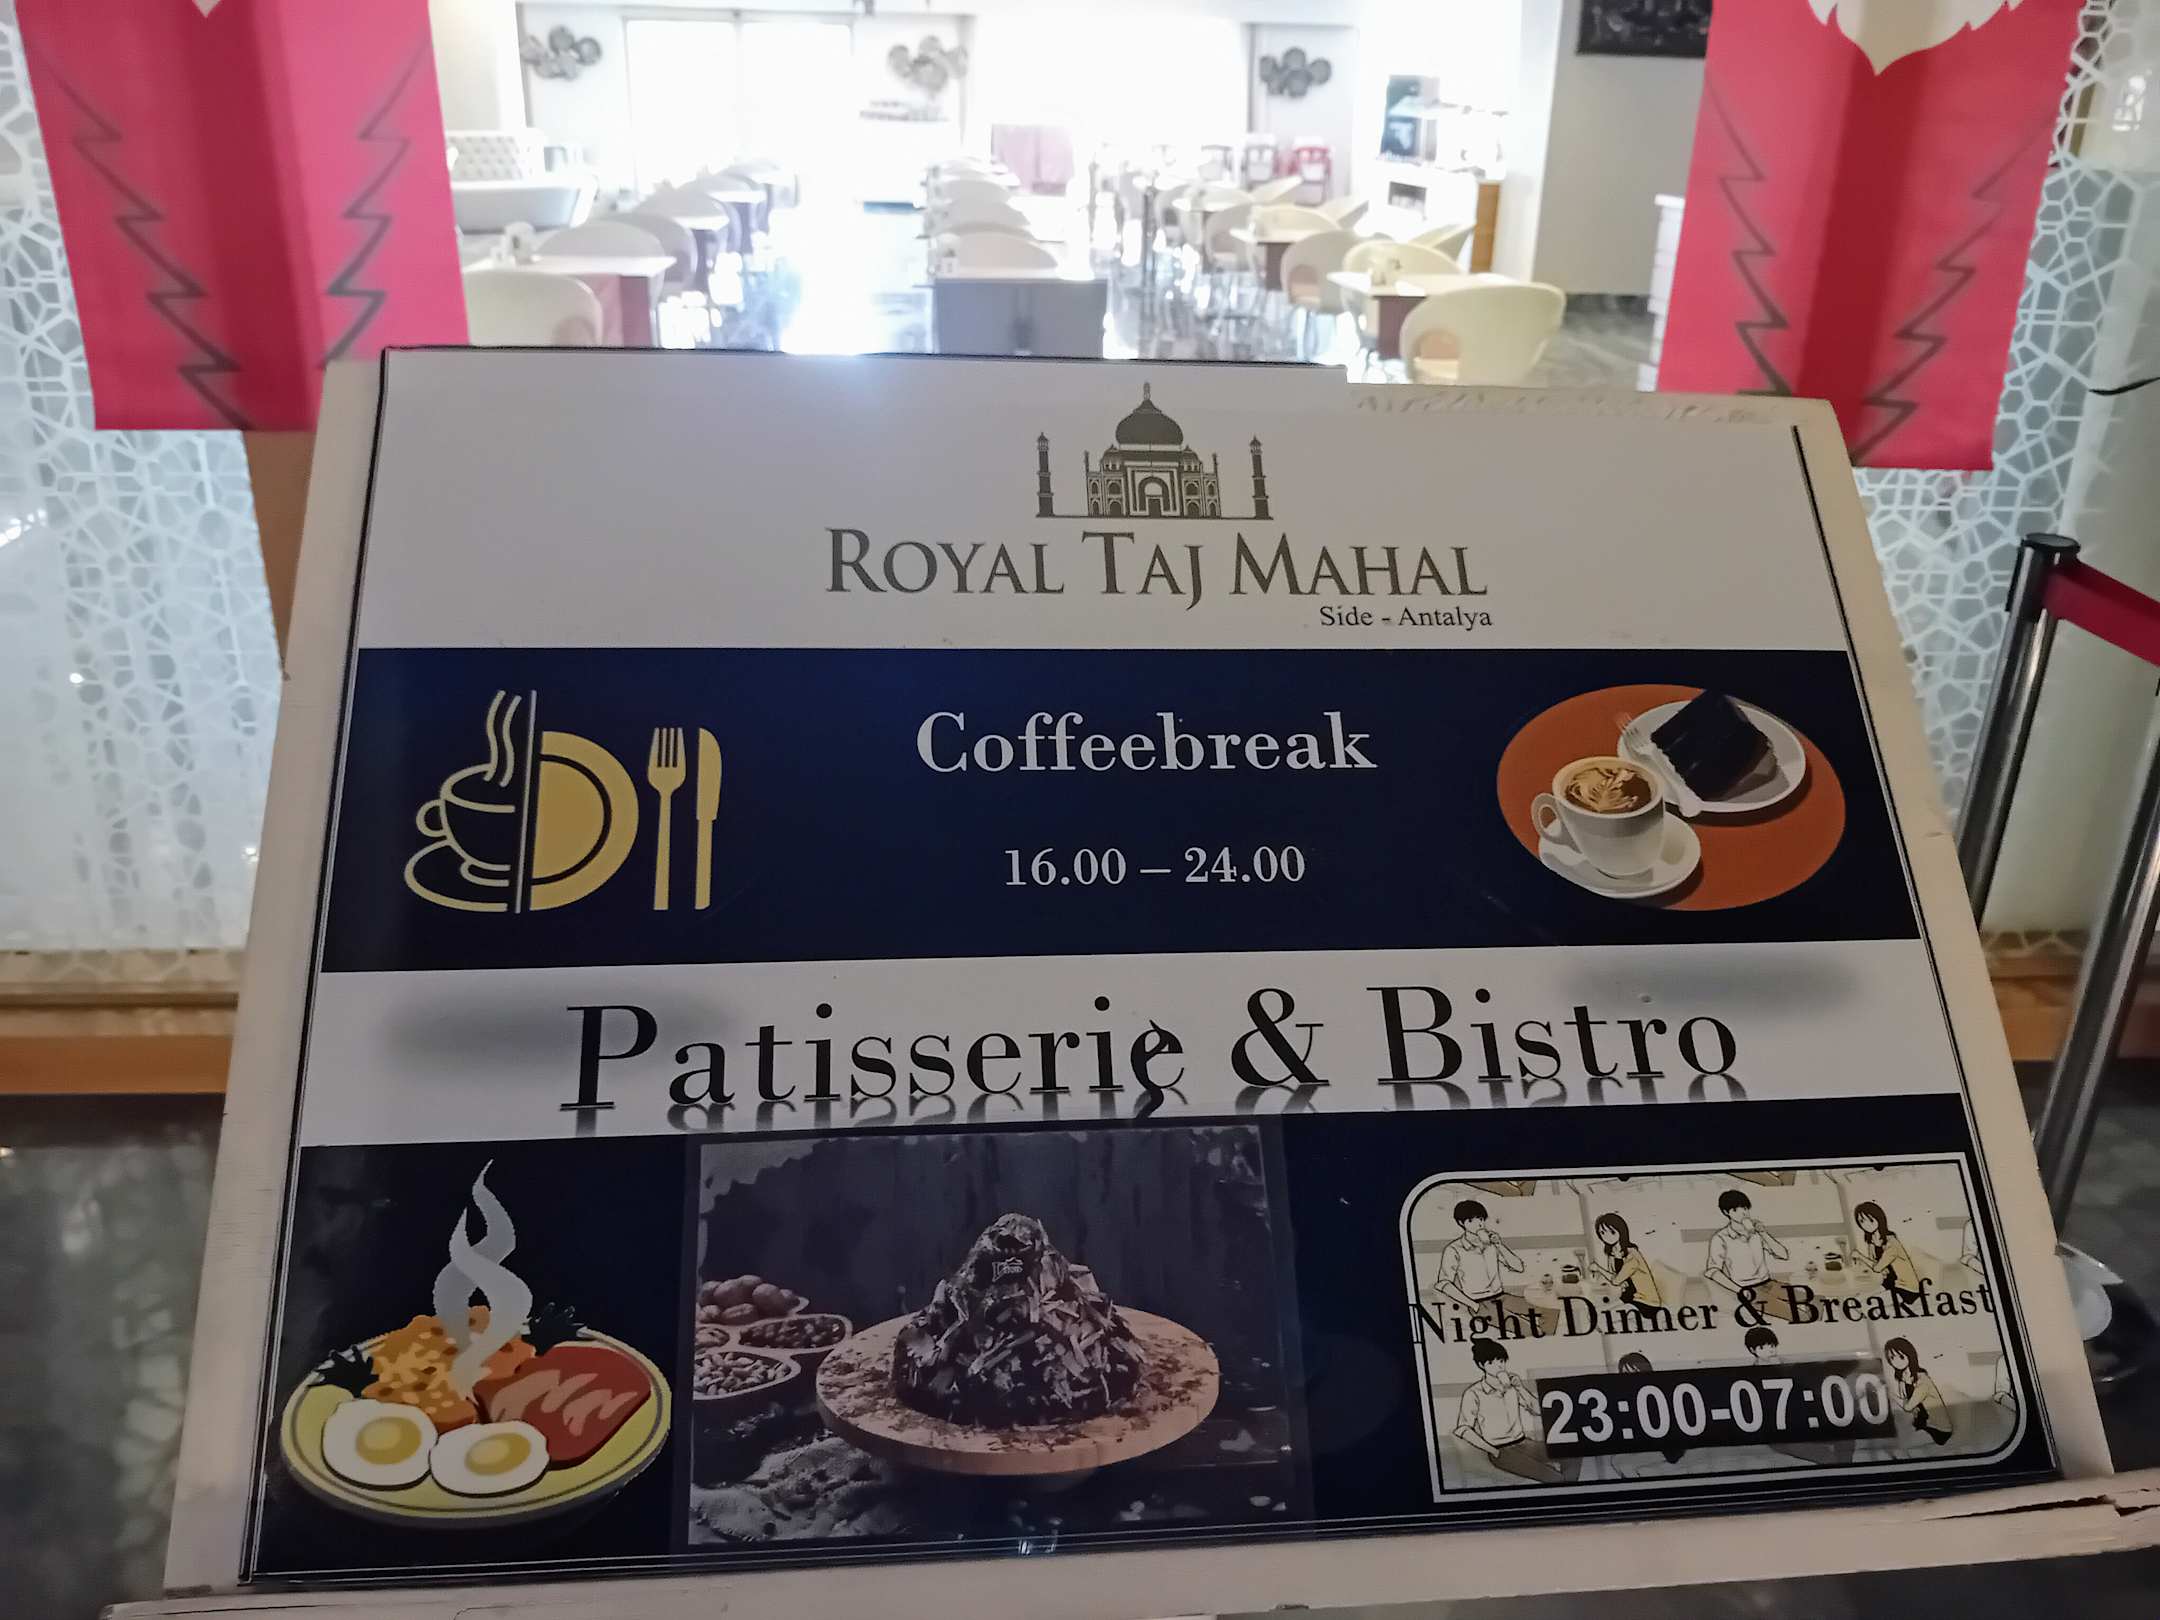 ROYAL TAJ MAHAL
Side - Antalya
Coffeebreak
16.00 – 24.00
Patisserie & Bistro
Night Dinner & Breakfast
23:00-07:00